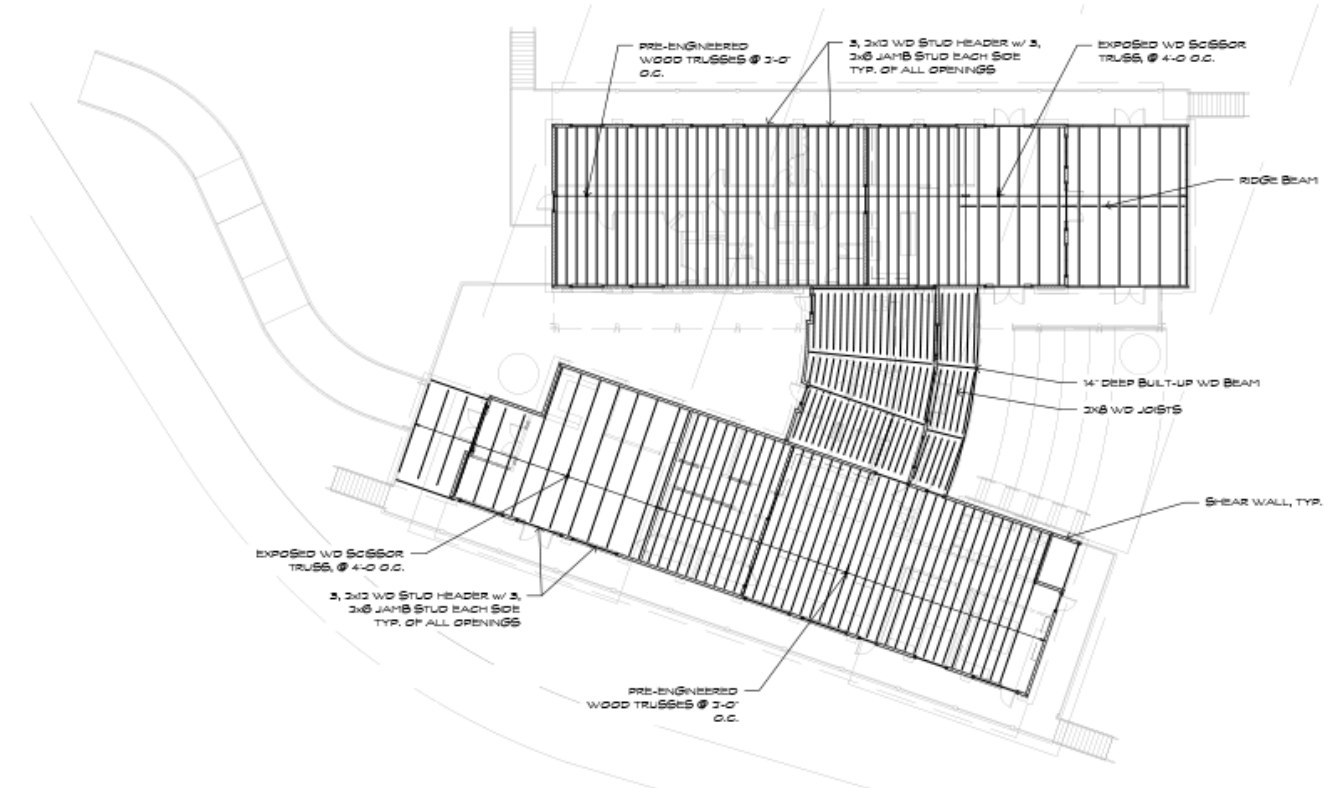 PRE-ENGINEERED
WOOD TRUSSES @ 2'-0"
O.C.
3, 2x12 WD STUD HEADER w/ 3,
2x6 JAMB STUD EACH SIDE
TYP. OF ALL OPENINGS
EXPOSED WD SCISSOR
TRUSS, @ 4'-0 O.C.
RIDGE BEAM
14" DEEP BUILT-UP WD BEAM
2X8 WD JOISTS
SHEAR WALL, TYP.
EXPOSED WD SCISSOR
TRUSS, @ 4'-0 O.C.
3, 2x12 WD STUD HEADER w/ 3,
2x6 JAMB STUD EACH SIDE
TYP. OF ALL OPENINGS
PRE-ENGINEERED
WOOD TRUSSES @ 2'-0"
O.C.